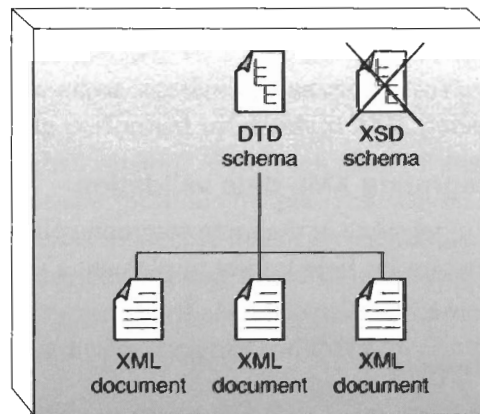 DTD
schema
XSD
schema
XML
document
XML
document
XML
document